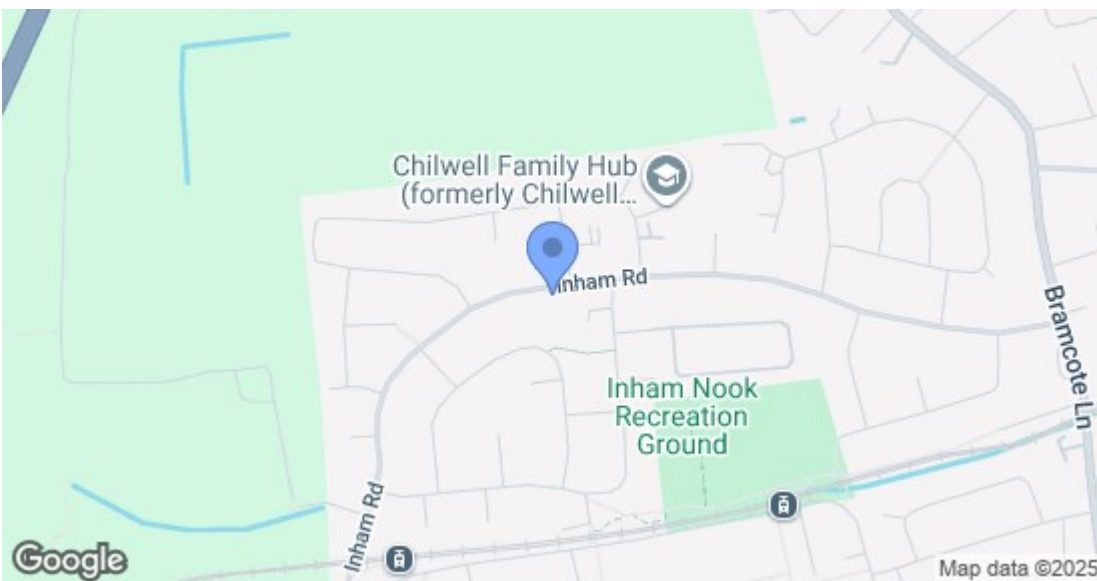 Chilwell Family Hub
(formerly Chilwell...
Inham Rd
Bramcote Ln
Inham Nook
Recreation
Ground
Inham Rd
Google
Map data ©2025